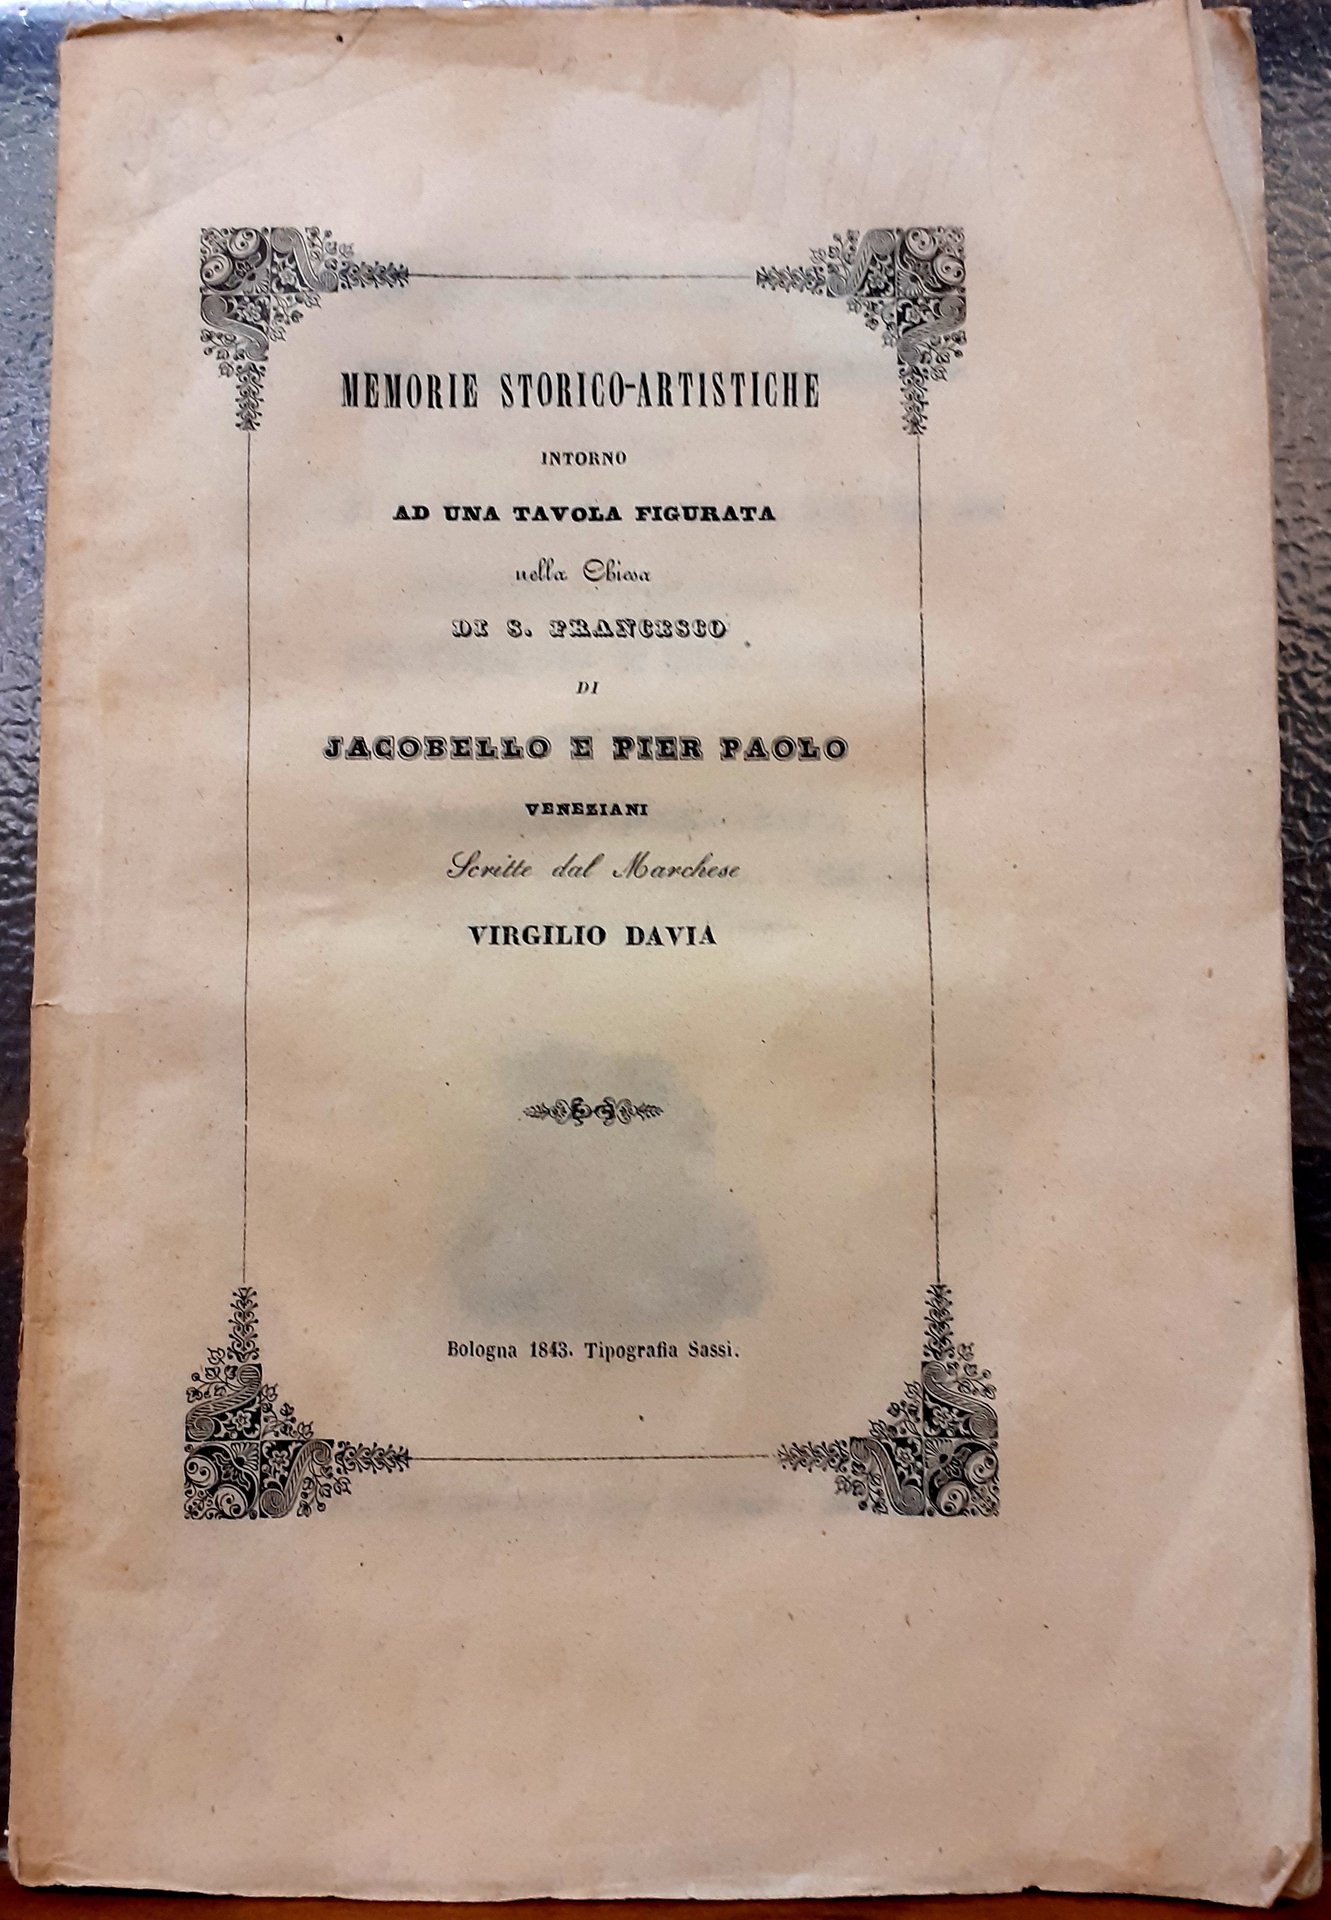 MEMORIE STORICO-ARTISTICHE
INTORNO
AD UNA TAVOLA FIGURATA
nella Chiesa
DI S. FRANCESCO
DI
JACOBELLO E PIER PAOLO
VENEZIANI
Scritte dal Marchese
VIRGILIO DAVIA
Bologna 1843. Tipografia Sassi.